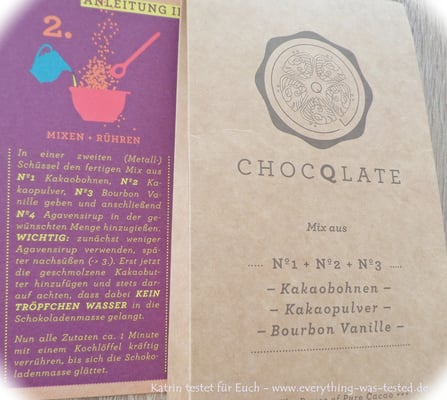 ANLEITUNG
2.
MIXEN + RÜHREN
In einer zweiten (Metall-)
Schüssel den fertigen Mix aus
Nº1 Kakaobohnen, Nº2 Ka-
kaopulver, Nº3 Bourbon Va-
nille geben und anschließend
Nº4 Agavensirup in der ge-
wünschten Menge hinzugießen.
WICHTIG: zunächst weniger
Agavensirup verwenden, spä-
ter nachsüßen (→ 3.). Erst jetzt
die geschmolzene Kakaobut-
ter hinzufügen und stets dar-
auf achten, dass dabei KEIN
TRÖPFCHEN WASSER in die
Schokoladenmasse gelangt.
Nun alle Zutaten ca. 1 Minute
mit einem Kochlöffel kräftig
verrühren, bis sich die Schoko-
ladenmasse glättet.
CHOCQLATE
Mix aus
Nº1 + Nº2 + Nº3
– Kakaobohnen –
– Kakaopulver –
– Bourbon Vanille –
of Pure Cacao
Katrin testet für Euch – www.everything-was-tested.de